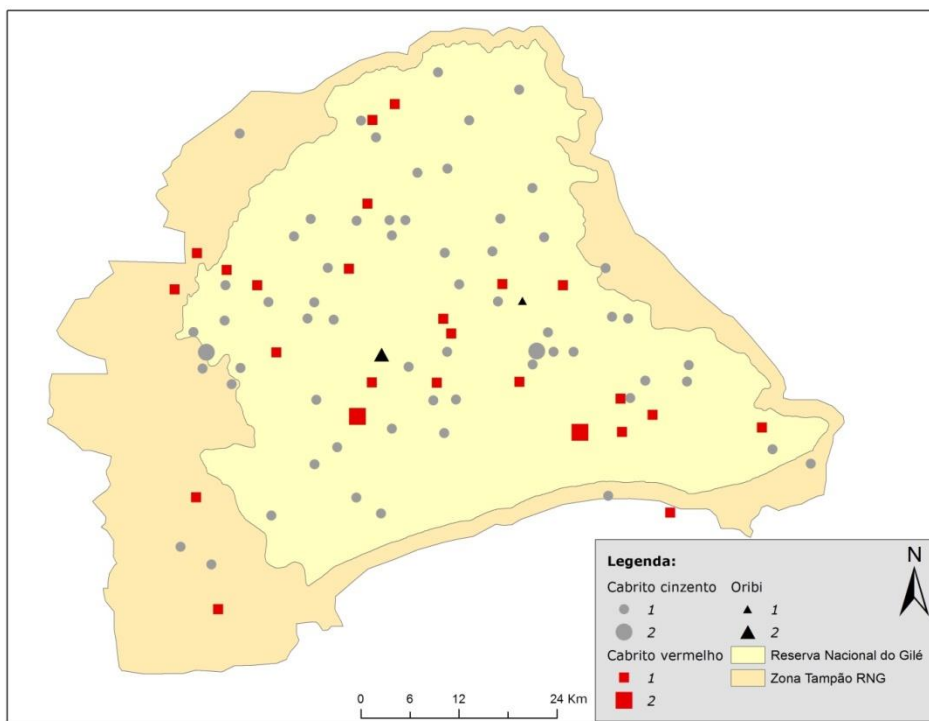 Legenda:
Cabrito cinzento
1
2
Cabrito vermelho
1
2
Oribi
1
2
Reserva Nacional do Gilé
Zona Tampão RNG
N
0 6 12 24 Km